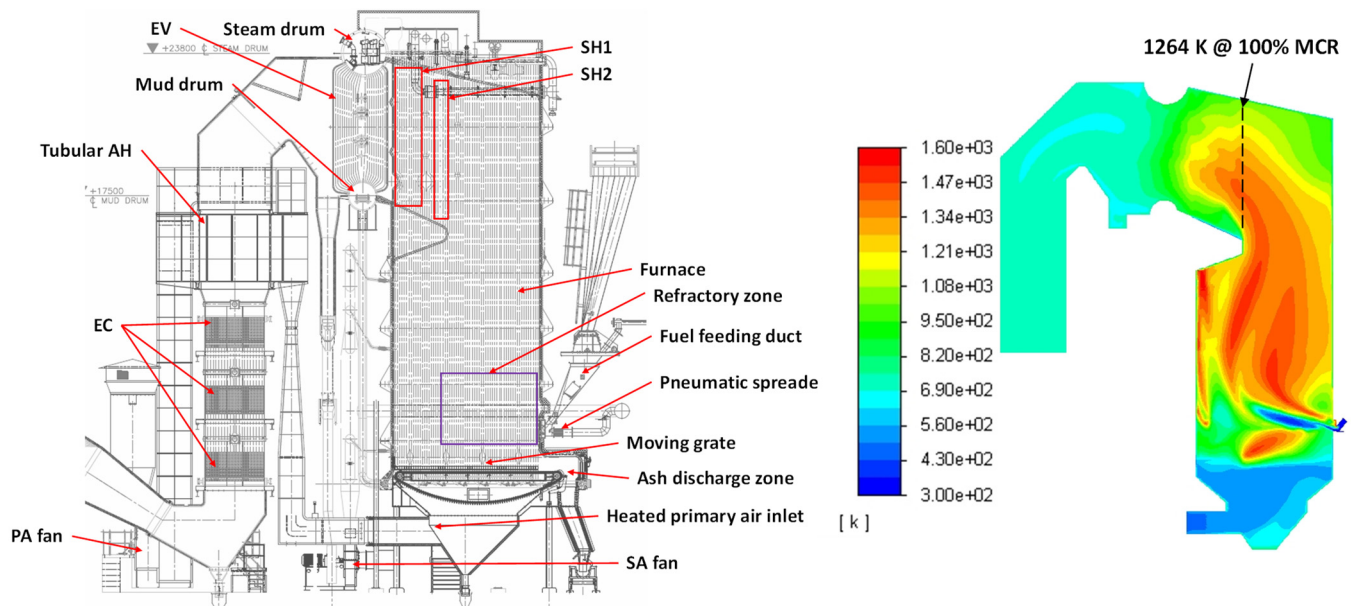 EV
Steam drum
+23800 ℄ STEAM DRUM
Mud drum
Tubular AH
+17500
℄ MUD DRUM
EC
PA fan
SH1
SH2
Furnace
Refractory zone
Fuel feeding duct
Pneumatic spreade
Moving grate
Ash discharge zone
Heated primary air inlet
SA fan
1264 K @ 100% MCR
1.60e+03
1.47e+03
1.34e+03
1.21e+03
1.08e+03
9.50e+02
8.20e+02
6.90e+02
5.60e+02
4.30e+02
3.00e+02
[ k ]